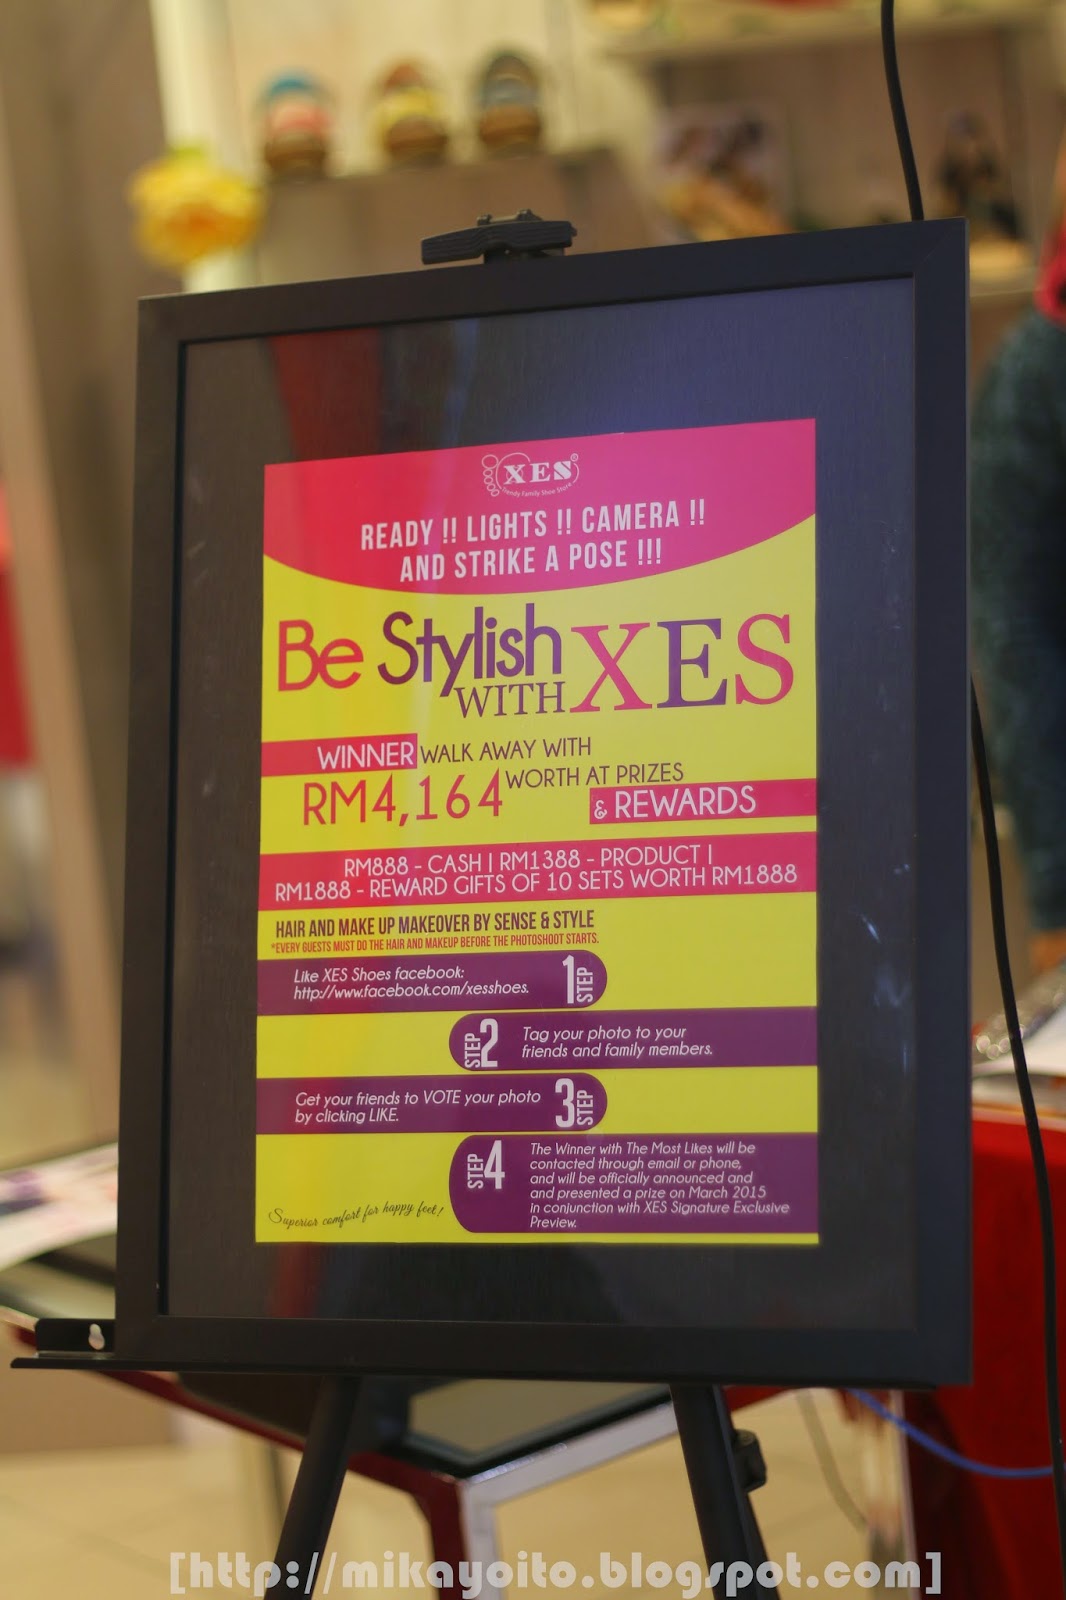 XES
Trendy Family Shoe Store
READY !! LIGHTS !! CAMERA !!
AND STRIKE A POSE !!!
Be Stylish
WITH XES
WINNER WALK AWAY WITH
RM4,164 WORTH AT PRIZES
& REWARDS
RM888 - CASH | RM1388 - PRODUCT |
RM1888 - REWARD GIFTS OF 10 SETS WORTH RM1888
HAIR AND MAKE UP MAKEOVER BY SENSE & STYLE
*EVERY GUESTS MUST DO THE HAIR AND MAKEUP BEFORE THE PHOTOSHOOT STARTS.
Like XES Shoes facebook:
http://www.facebook.com/xesshoes.
STEP 1
STEP 2
Tag your photo to your
friends and family members.
Get your friends to VOTE your photo
by clicking LIKE.
STEP 3
STEP 4
The Winner with The Most Likes will be
contacted through email or phone,
and will be officially announced and
and presented a prize on March 2015
in conjunction with XES Signature Exclusive
Preview.
Superior comfort for happy feet!
[http://mikayoito.blogspot.com]